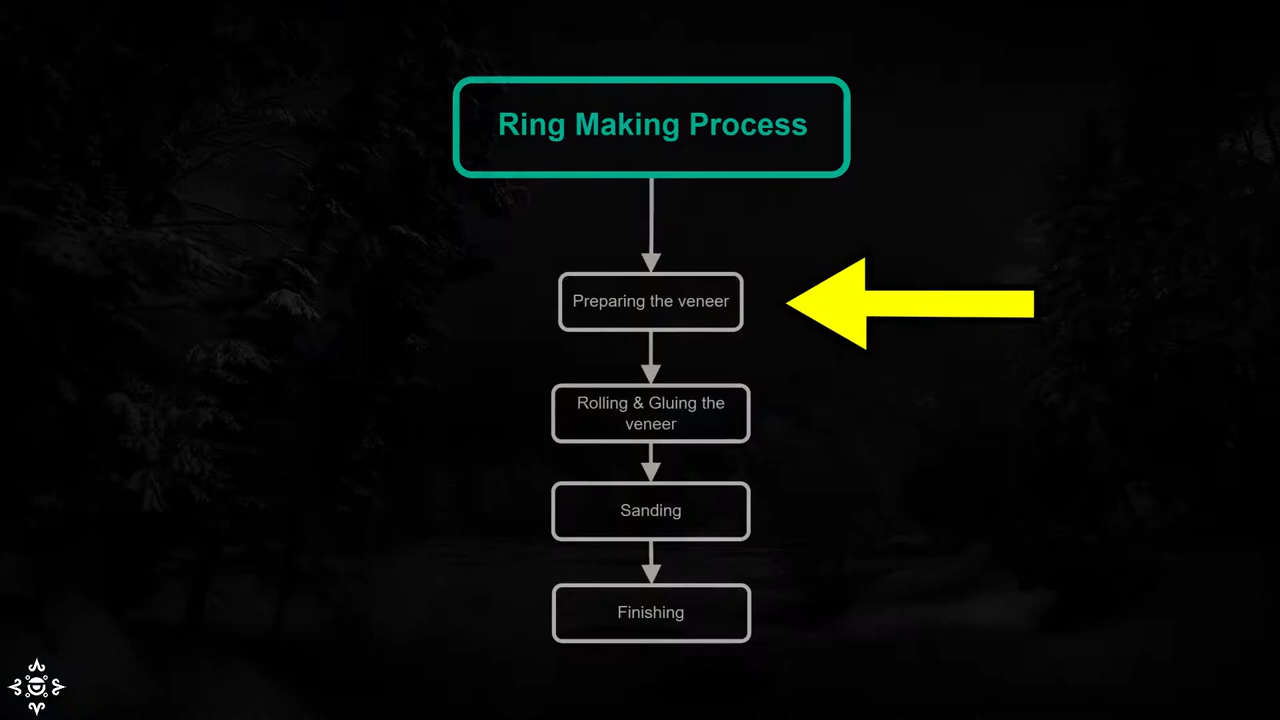 Ring Making Process
Preparing the veneer
Rolling & Gluing the
veneer
Sanding
Finishing